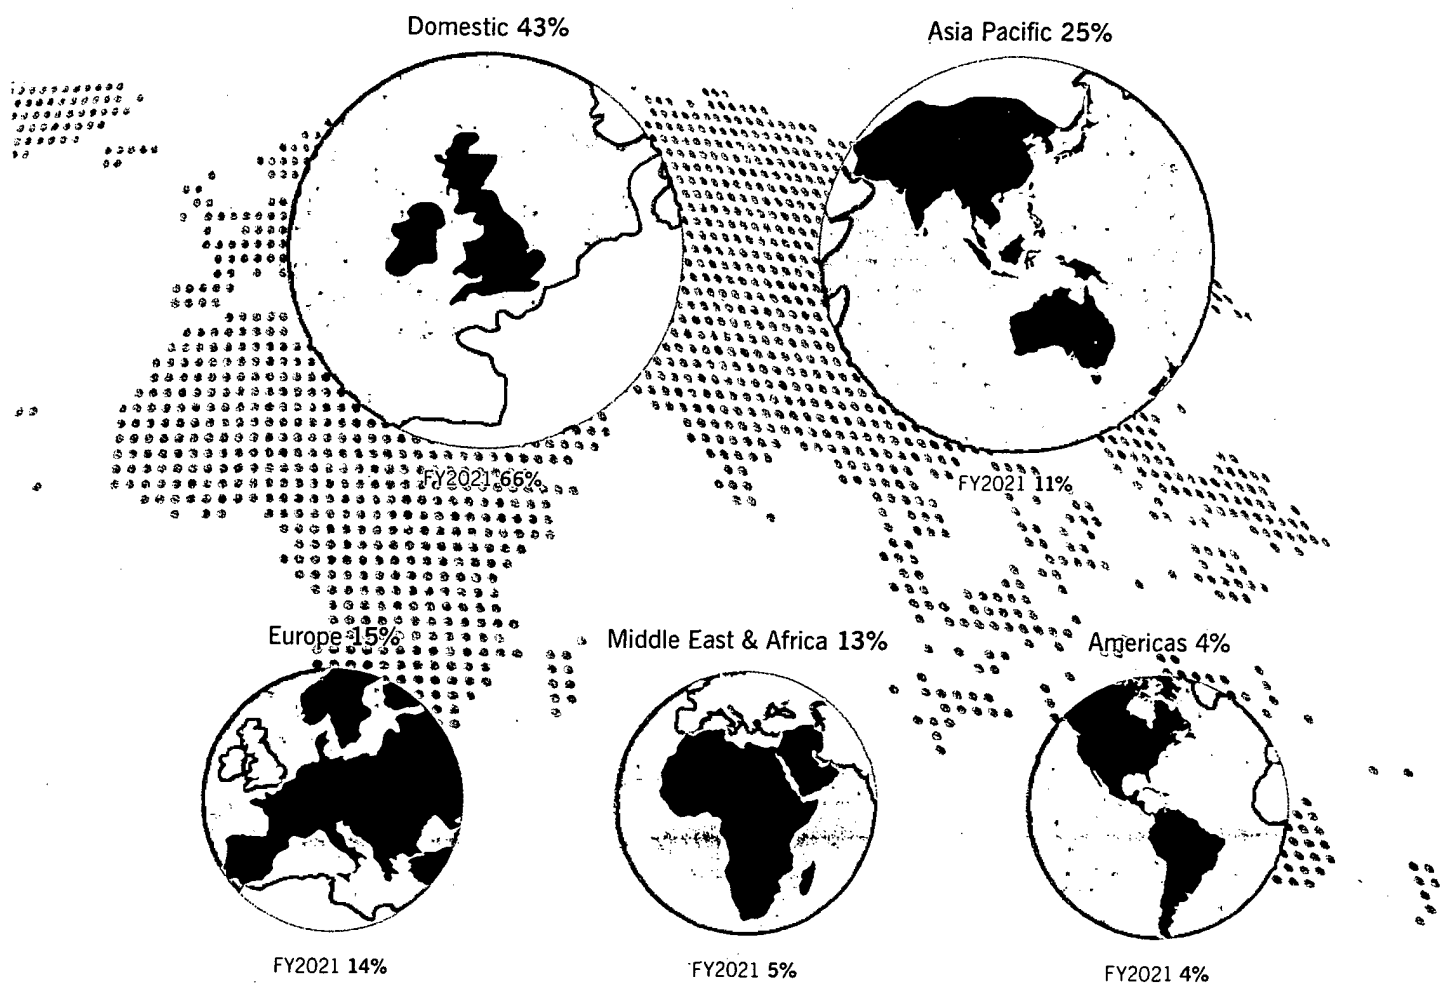 Domestic 43%
Asia Pacific 25%
FY2021 66%
FY2021 11%
Europe 15%
Middle East & Africa 13%
Americas 4%
FY2021 14%
FY2021 5%
FY2021 4%